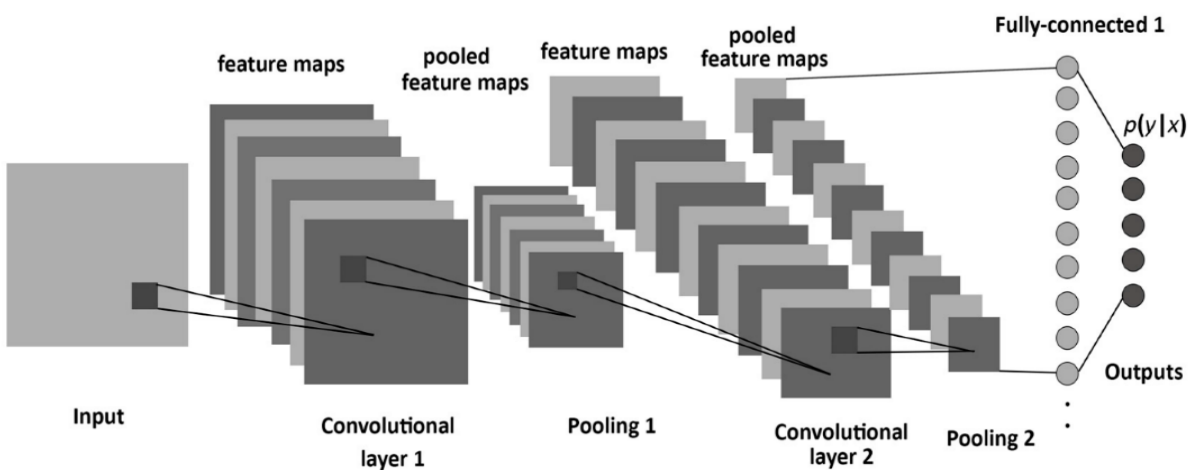 Fully-connected 1
feature maps
pooled
feature maps
feature maps
pooled
feature maps
p(y|x)
Input
Convolutional
layer 1
Pooling 1
Convolutional
layer 2
Pooling 2
Outputs